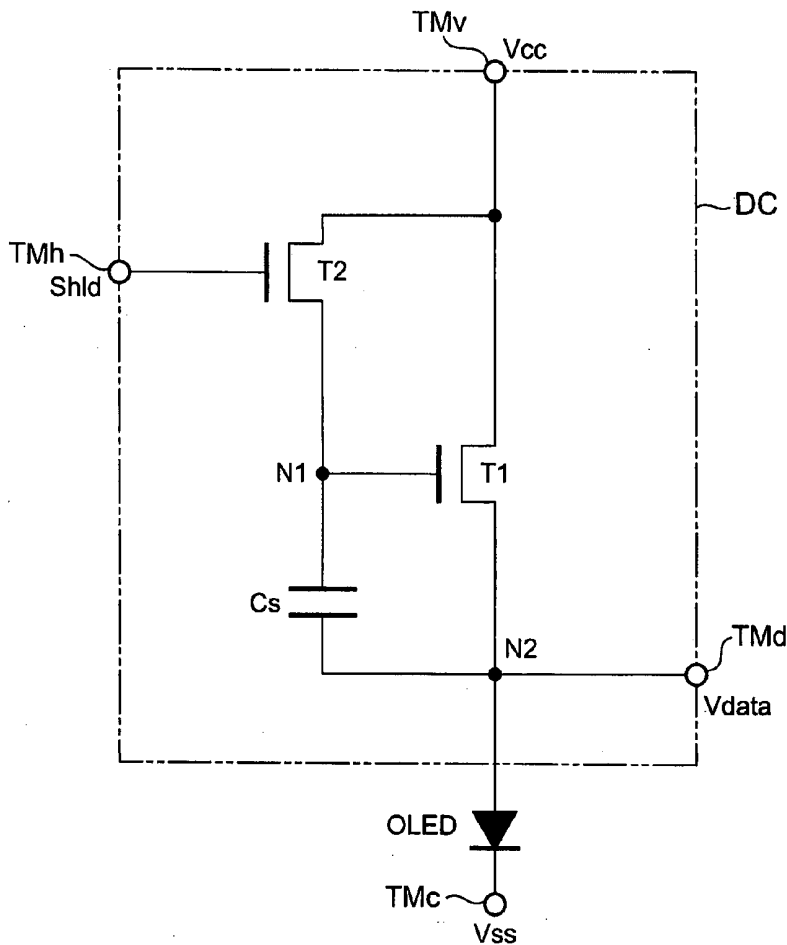 TMv
Vcc
DC
TMh
Shld
T2
N1
T1
Cs
N2
TMd
Vdata
OLED
TMc
Vss